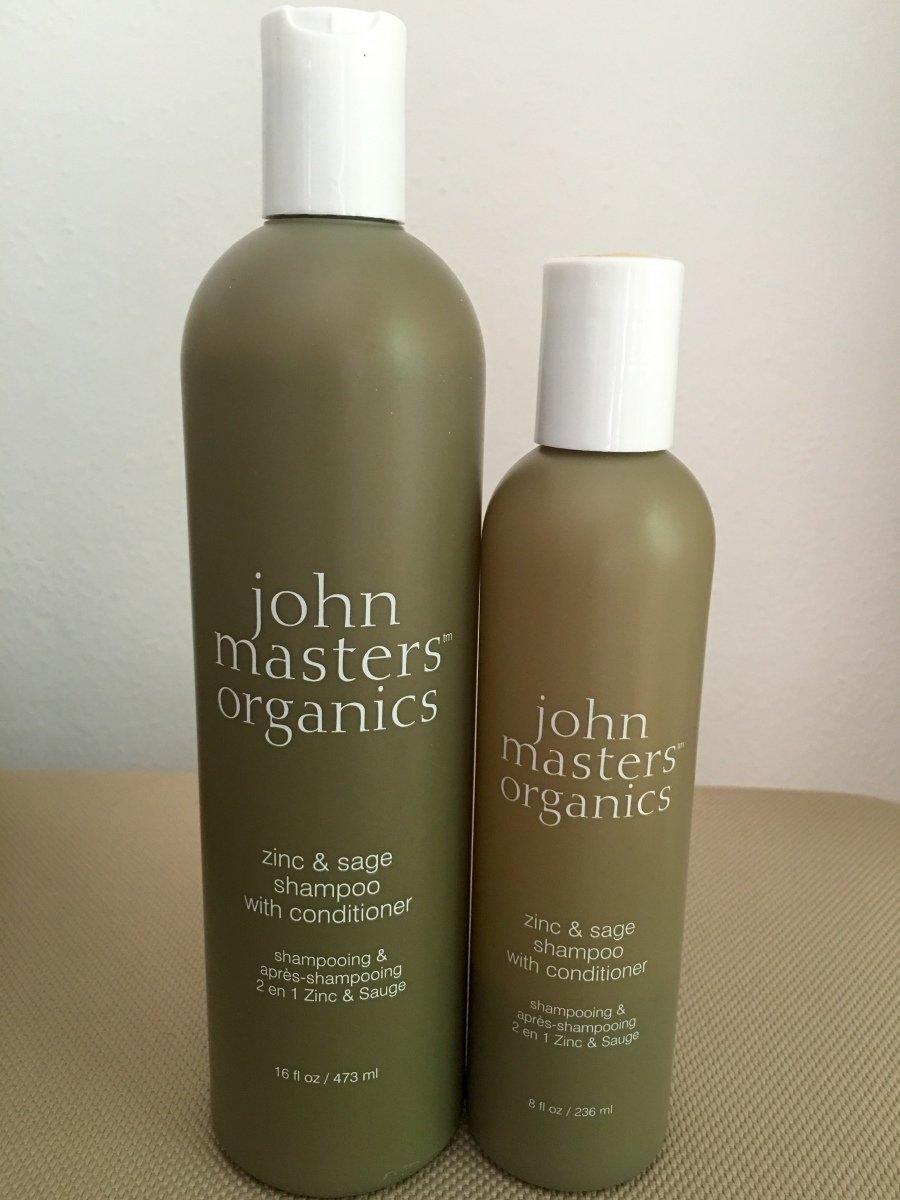 john
masters™
organics
zinc & sage
shampoo
with conditioner
shampooing &
après-shampooing
2 en 1 Zinc & Sauge
16 fl oz / 473 ml
john
masters™
organics
zinc & sage
shampoo
with conditioner
shampooing &
après-shampooing
2 en 1 Zinc & Sauge
8 fl oz / 236 ml